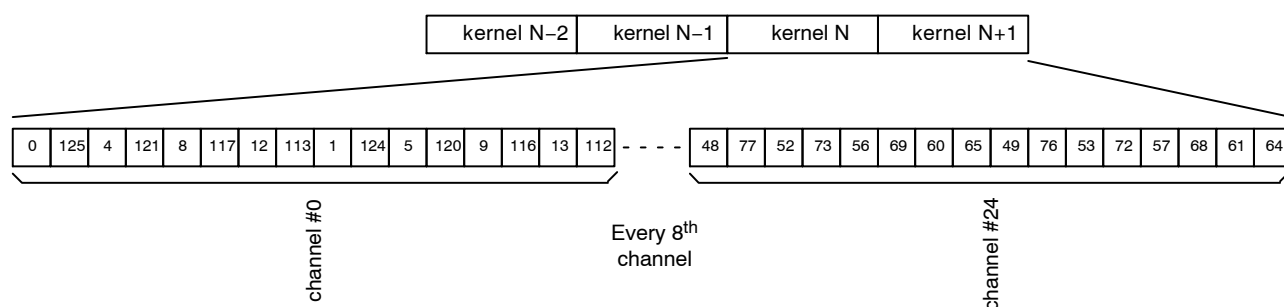 kernel N−2 kernel N−1 kernel N kernel N+1
0 125 4 121 8 117 12 113 1 124 5 120 9 116 13 112 - - - - 48 77 52 73 56 69 60 65 49 76 53 72 57 68 61 64
channel #0
Every 8th
channel
channel #24